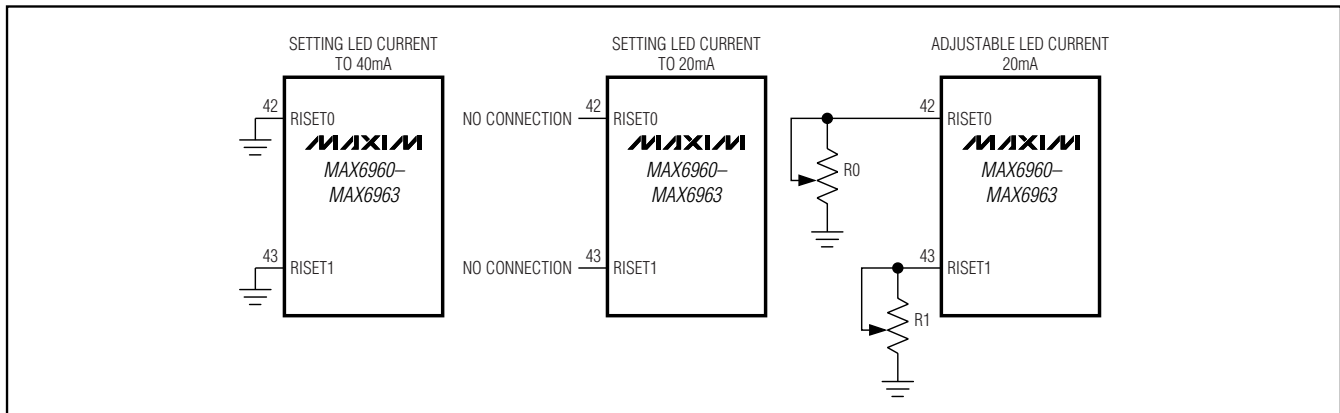 SETTING LED CURRENT
TO 40mA
42
RISET0
MAXIM
MAX6960–
MAX6963
43
RISET1
SETTING LED CURRENT
TO 20mA
NO CONNECTION
42
RISET0
MAXIM
MAX6960–
MAX6963
NO CONNECTION
43
RISET1
ADJUSTABLE LED CURRENT
20mA
42
RISET0
MAXIM
MAX6960–
MAX6963
R0
43
RISET1
R1